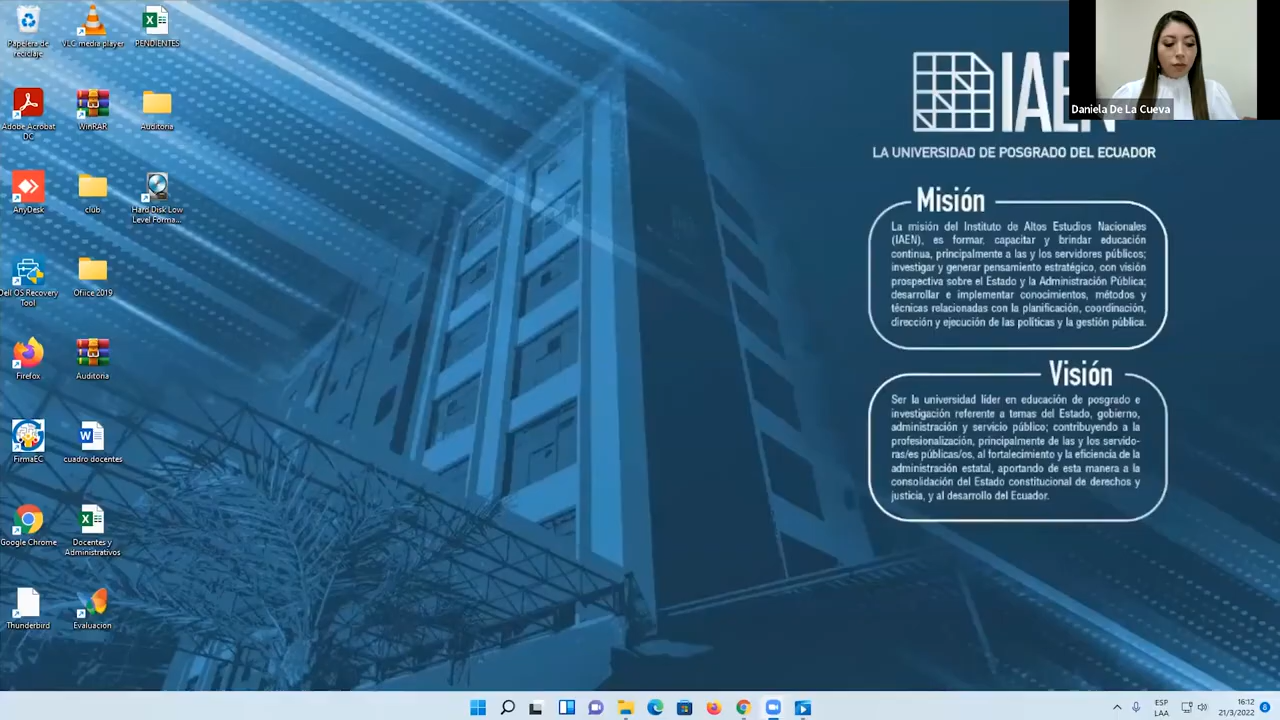 Papelera de
reciclaje
VLC media player
PENDIENTES
Adobe Acrobat
DC
WinRAR
Auditoria
AnyDesk
club
Hard Disk Low
Level Forma...
Dell OS Recovery
Tool
Ofiice 2019
Firefox
Auditoria
FirmaEC
cuadro docentes
Google Chrome
Docentes y
Administrativos
Thunderbird
Evaluacion
IAEN
LA UNIVERSIDAD DE POSGRADO DEL ECUADOR
Misión
La misión del Instituto de Altos Estudios Nacionales
(IAEN), es formar, capacitar y brindar educación
continua, principalmente a las y los servidores públicos;
investigar y generar pensamiento estratégico, con visión
prospectiva sobre el Estado y la Administración Pública;
desarrollar e implementar conocimientos, métodos y
técnicas relacionadas con la planificación, coordinación,
dirección y ejecución de las políticas y la gestión pública.
Visión
Ser la universidad líder en educación de posgrado e
investigación referente a temas del Estado, gobierno,
administración y servicio público; contribuyendo a la
profesionalización, principalmente de las y los servido-
ras/es públicas/os, al fortalecimiento y la eficiencia de la
administración estatal, aportando de esta manera a la
consolidación del Estado constitucional de derechos y
justicia, y al desarrollo del Ecuador.
Daniela De La Cueva
ESP
LAA
16:12
21/3/2022